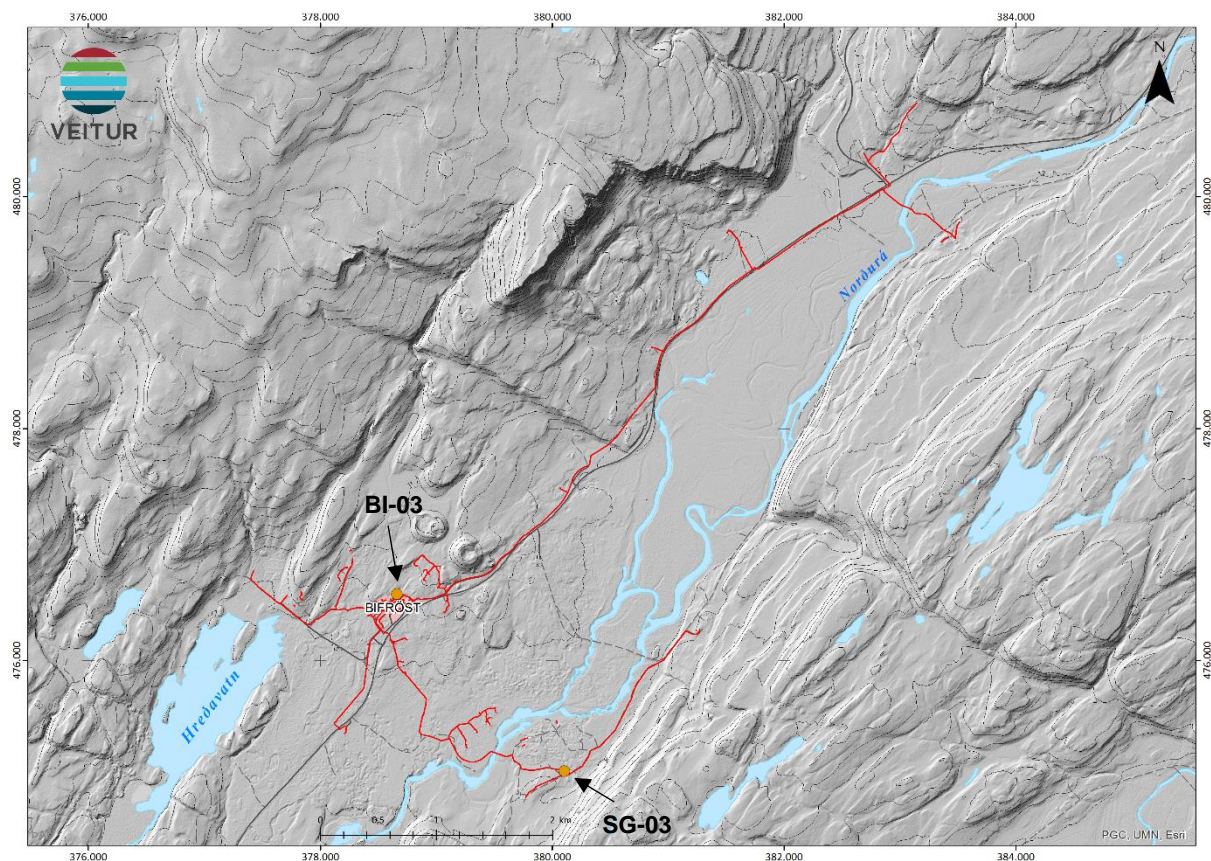 376.000 378.000 380.000 382.000 384.000
VEITUR
N
480.000 480.000
Norðurá
478.000 478.000
BI-03
BIFRÖST
476.000 476.000
Hreðavatn
SG-03
0 0,5 1 2 km
PGC, UMN, Esri
376.000 378.000 380.000 382.000 384.000